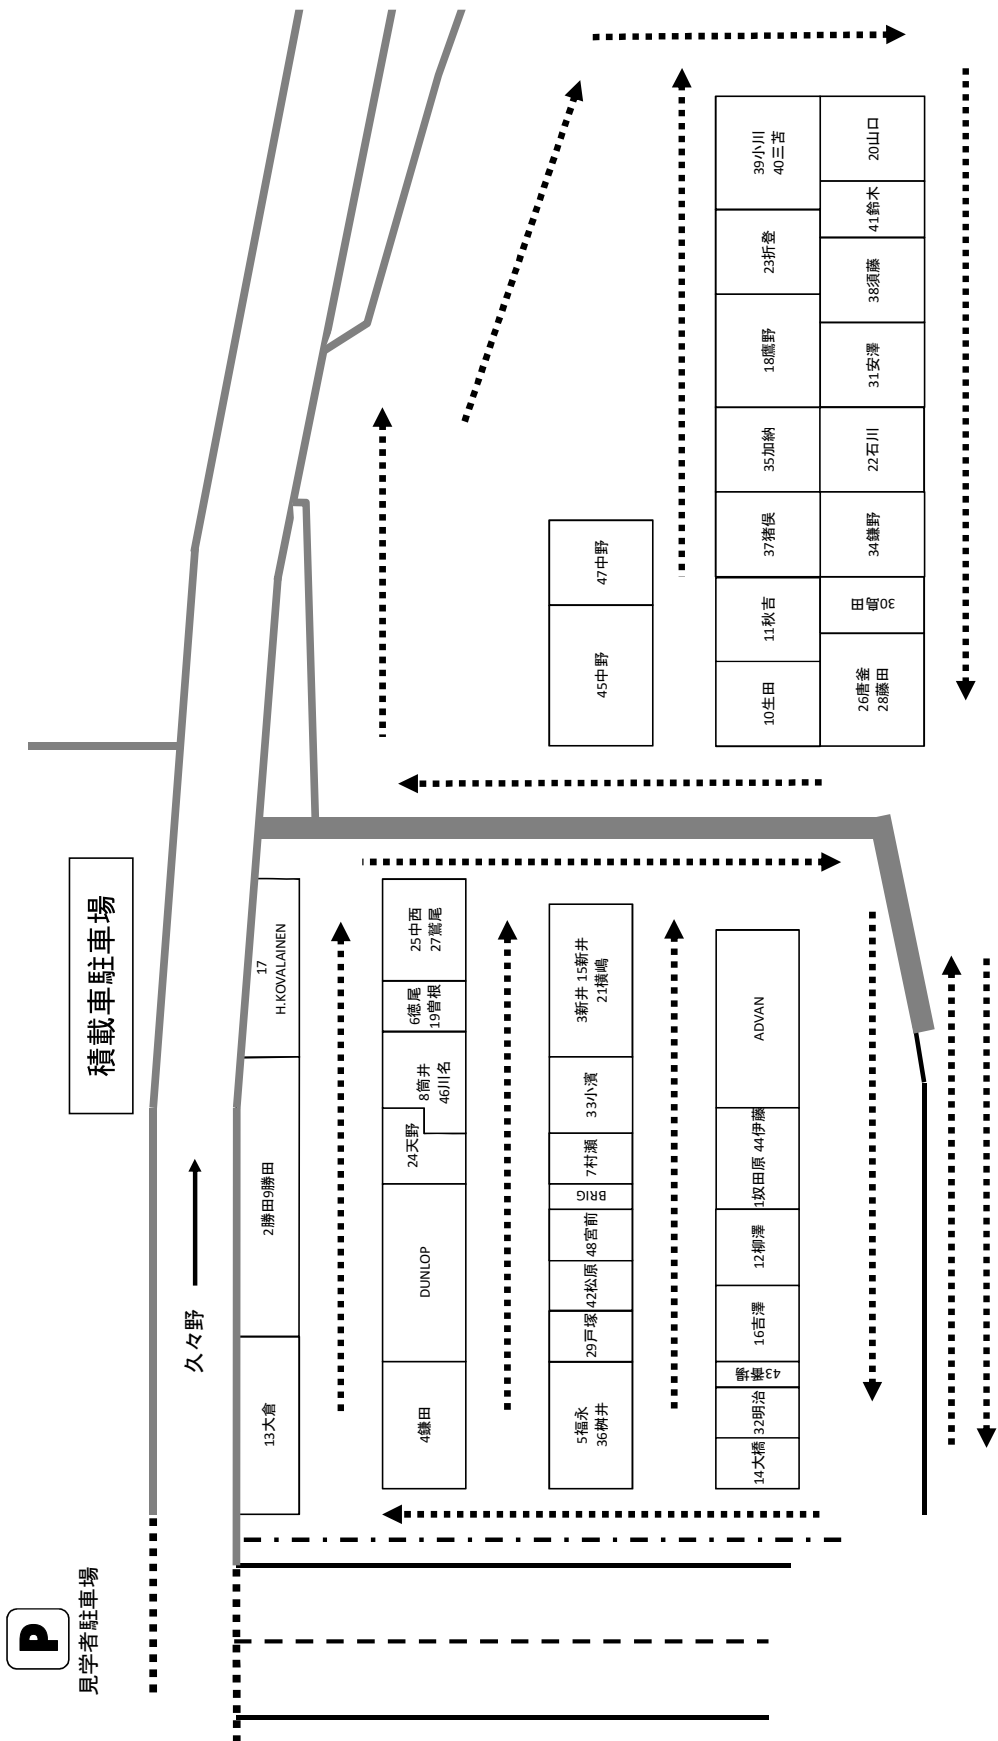 P
見学者駐車場
積載車駐車場
久々野
13大倉
2勝田9勝田
17
H.KOVALAINEN
4鎌田
DUNLOP
24天野
8筒井
46川名
6徳尾
19曽根
25中西
27鷲尾
5福永
36桝井
29戸塚
42松原
48宮前
BRIG
7村瀬
33小濱
3新井 15新井
21横嶋
14大橋
32明治
43番場
16吉澤
12柳澤
1奴田原 44伊藤
ADVAN
45中野
47中野
10生田
11秋吉
37猪俣
35加納
18鷹野
23折登
39小川
40三苫
26唐釜
28藤田
30島田
34鎌野
22石川
31安澤
38須藤
41鈴木
20山口